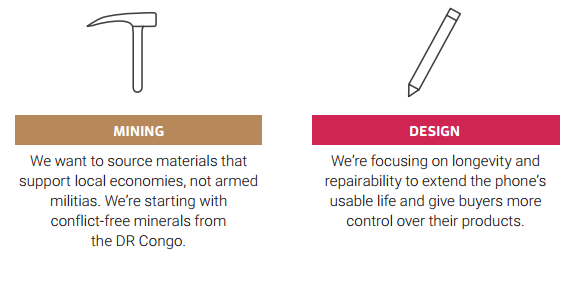 MINING
We want to source materials that
support local economies, not armed
militias. We're starting with
conflict-free minerals from
the DR Congo.
DESIGN
We're focusing on longevity and
repairability to extend the phone's
usable life and give buyers more
control over their products.